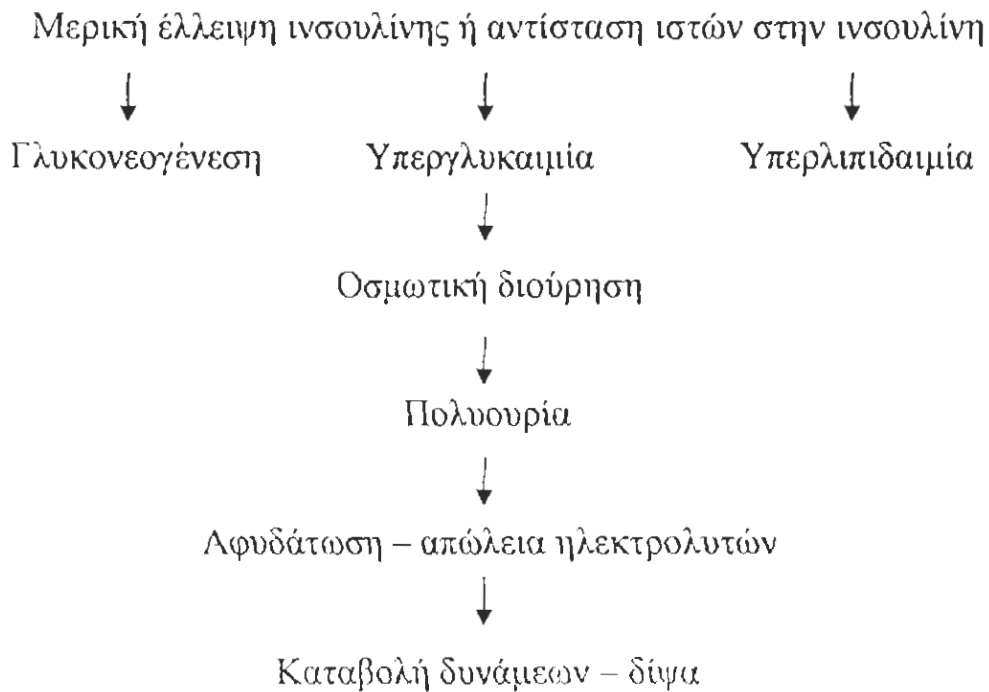 Μερική έλλειψη ινσουλίνης ή αντίσταση ιστών στην ινσουλίνη
Γλυκονεογένεση Υπεργλυκαιμία Υπερλιπιδαιμία
Οσμωτική διούρηση
Πολυουρία
Αφυδάτωση – απώλεια ηλεκτρολυτών
Καταβολή δυνάμεων – δίψα